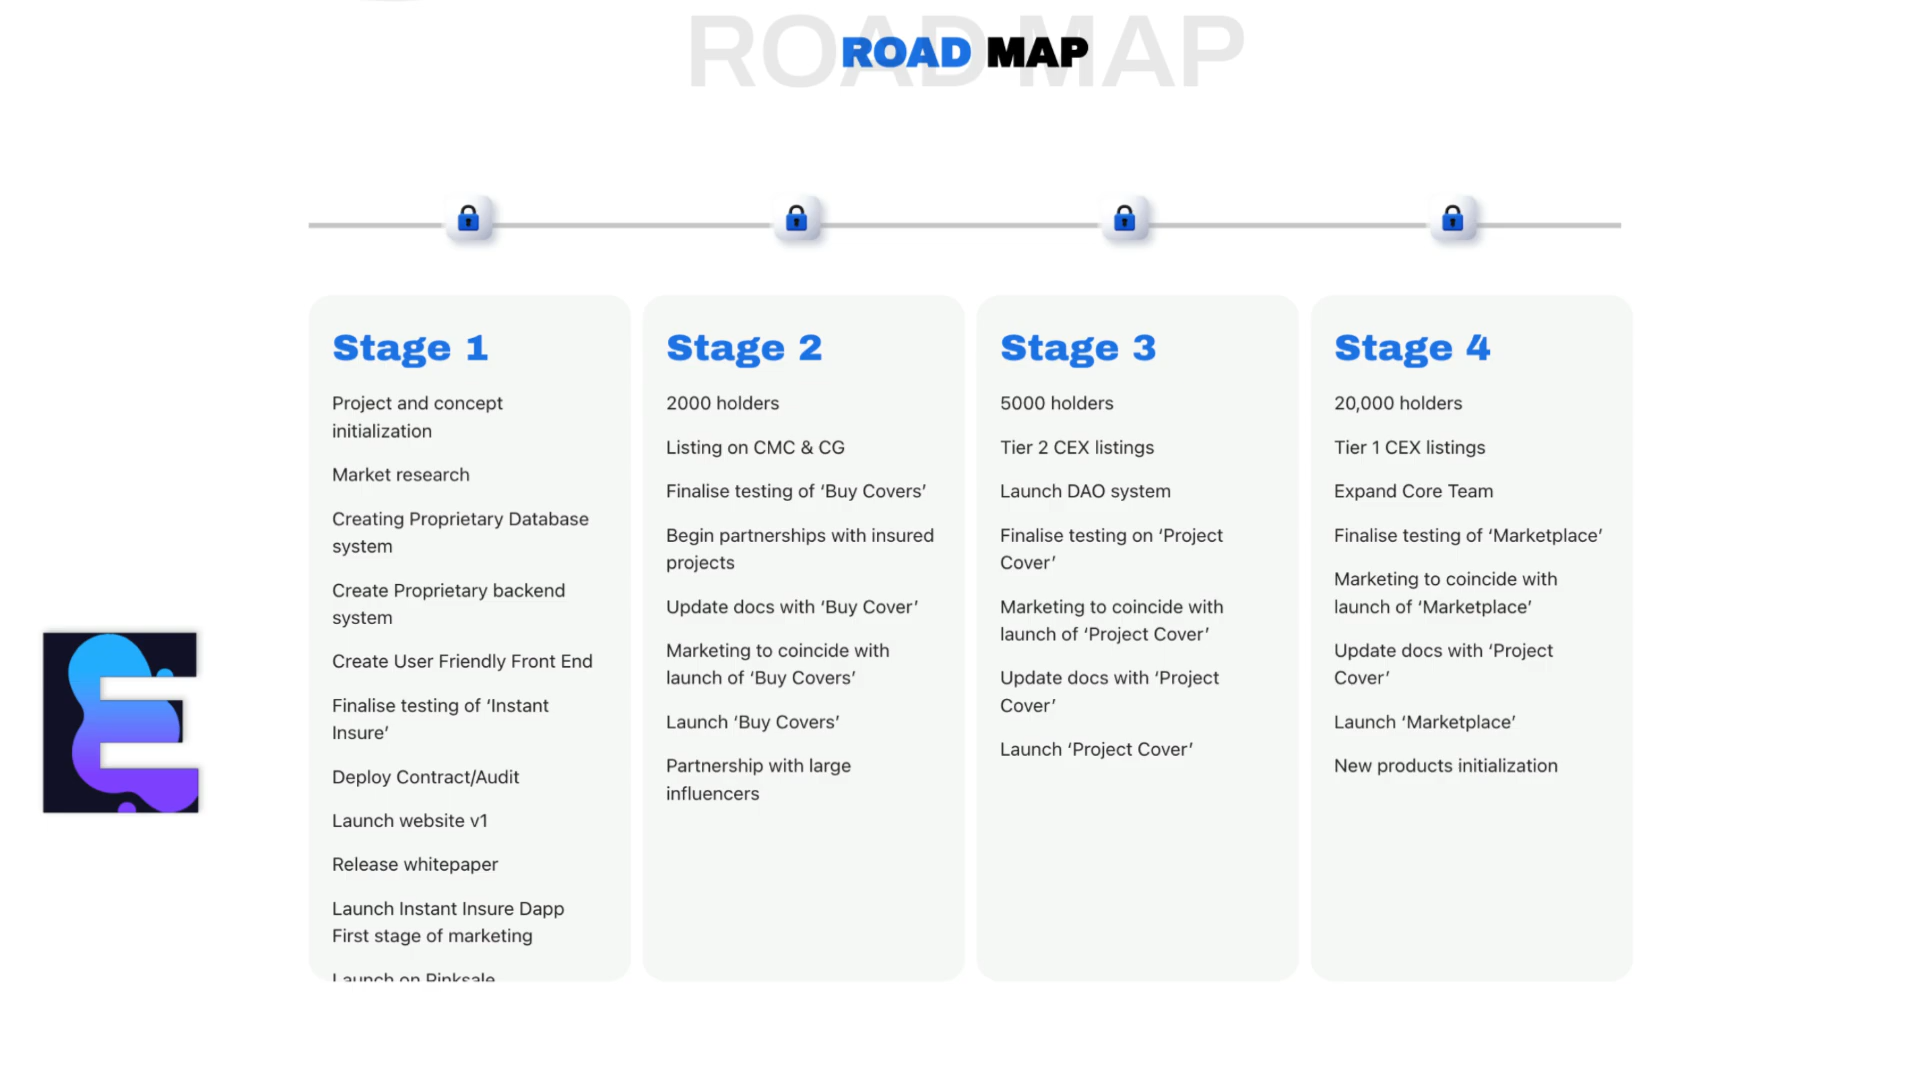 ROAD MAP
ROAD MAP
Stage 1
Project and concept
initialization
Market research
Creating Proprietary Database
system
Create Proprietary backend
system
Create User Friendly Front End
Finalise testing of ‘Instant
Insure’
Deploy Contract/Audit
Launch website v1
Release whitepaper
Launch Instant Insure Dapp
First stage of marketing
Launch on Pinksale
Stage 2
2000 holders
Listing on CMC & CG
Finalise testing of ‘Buy Covers’
Begin partnerships with insured
projects
Update docs with ‘Buy Cover’
Marketing to coincide with
launch of ‘Buy Covers’
Launch ‘Buy Covers’
Partnership with large
influencers
Stage 3
5000 holders
Tier 2 CEX listings
Launch DAO system
Finalise testing on ‘Project
Cover’
Marketing to coincide with
launch of ‘Project Cover’
Update docs with ‘Project
Cover’
Launch ‘Project Cover’
Stage 4
20,000 holders
Tier 1 CEX listings
Expand Core Team
Finalise testing of ‘Marketplace’
Marketing to coincide with
launch of ‘Marketplace’
Update docs with ‘Project
Cover’
Launch ‘Marketplace’
New products initialization
E